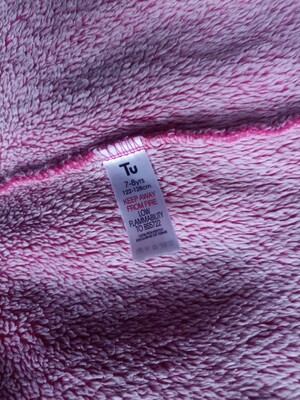 Tu
7-8yrs
122-128cm
KEEP AWAY
FROM FIRE
LOW
FLAMMABILITY
TO BS5722